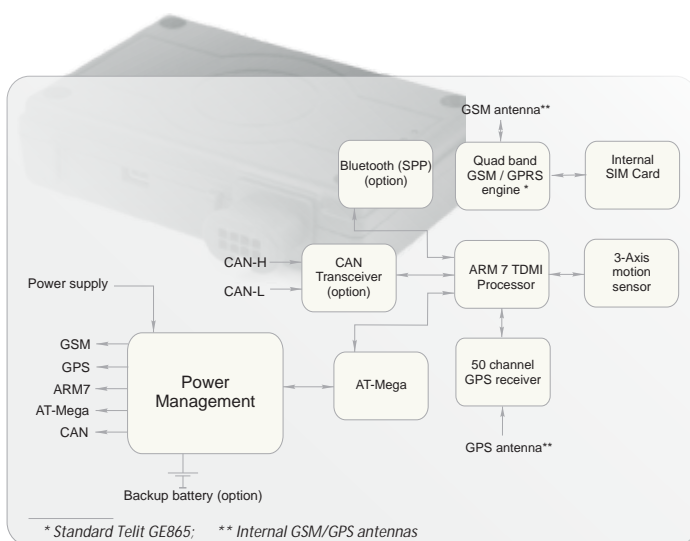 GSM antenna**
Bluetooth (SPP)
(option)
Quad band
GSM / GPRS
engine *
Internal
SIM Card
CAN-H
CAN-L
CAN
Transceiver
(option)
ARM 7 TDMI
Processor
3-Axis
motion
sensor
Power supply
GSM
GPS
ARM7
AT-Mega
CAN
Power
Management
AT-Mega
50 channel
GPS receiver
GPS antenna**
Backup battery (option)
* Standard Telit GE865; ** Internal GSM/GPS antennas